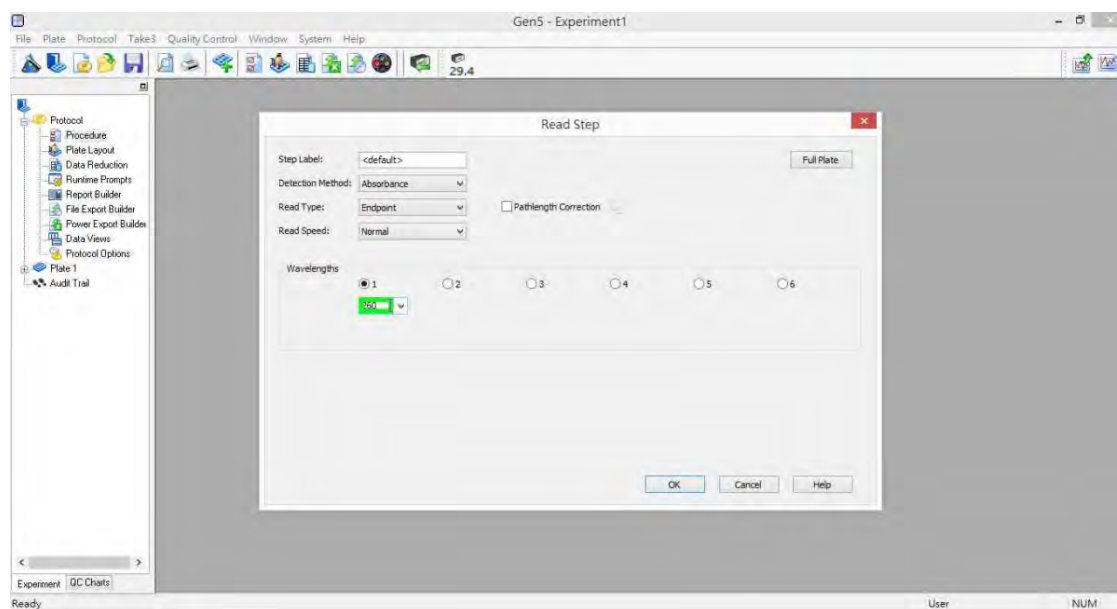 Gen5 - Experiment1
File Plate Protocol Take3 Quality Control Window System Help
29.4
Protocol
Procedure
Plate Layout
Data Reduction
Runtime Prompts
Report Builder
File Export Builder
Power Export Builder
Data Views
Protocol Options
Plate 1
Audit Trail
Experiment QC Charts
Read Step
Step Label: <default> Full Plate
Detection Method: Absorbance
Read Type: Endpoint Pathlength Correction ...
Read Speed: Normal
Wavelengths
1 2 3 4 5 6
OK Cancel Help
Ready User NUM